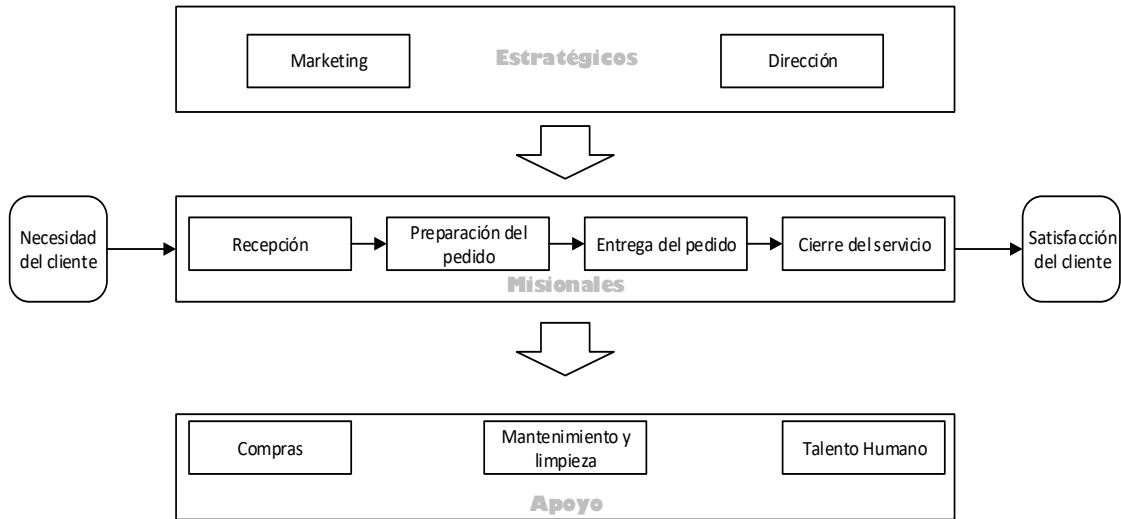 Marketing
Estratégicos
Dirección
Necesidad
del cliente
Recepción
Preparación del
pedido
Entrega del pedido
Cierre del servicio
Misionales
Satisfacción
del cliente
Compras
Mantenimiento y
limpieza
Talento Humano
Apoyo